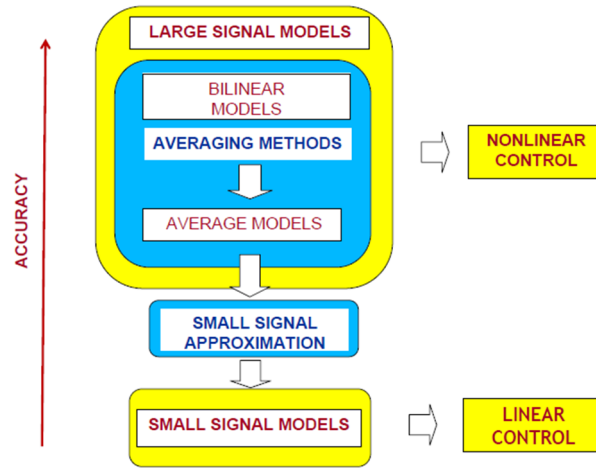 LARGE SIGNAL MODELS
BILINEAR
MODELS
AVERAGING METHODS
AVERAGE MODELS
SMALL SIGNAL
APPROXIMATION
SMALL SIGNAL MODELS
NONLINEAR
CONTROL
LINEAR
CONTROL
ACCURACY